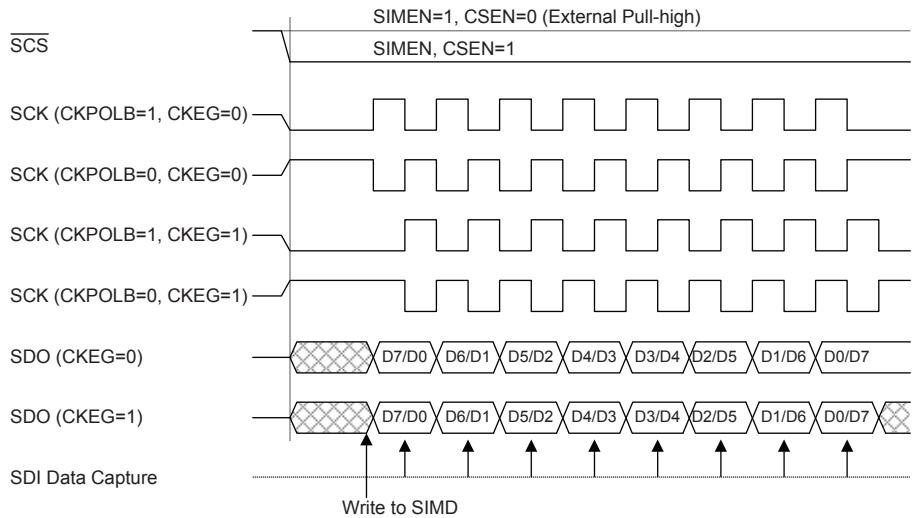 SIMEN=1, CSEN=0 (External Pull-high)
SCS
SIMEN, CSEN=1
SCK (CKPOLB=1, CKEG=0)
SCK (CKPOLB=0, CKEG=0)
SCK (CKPOLB=1, CKEG=1)
SCK (CKPOLB=0, CKEG=1)
SDO (CKEG=0) D7/D0 D6/D1 D5/D2 D4/D3 D3/D4 D2/D5 D1/D6 D0/D7
SDO (CKEG=1) D7/D0 D6/D1 D5/D2 D4/D3 D3/D4 D2/D5 D1/D6 D0/D7
SDI Data Capture
Write to SIMD